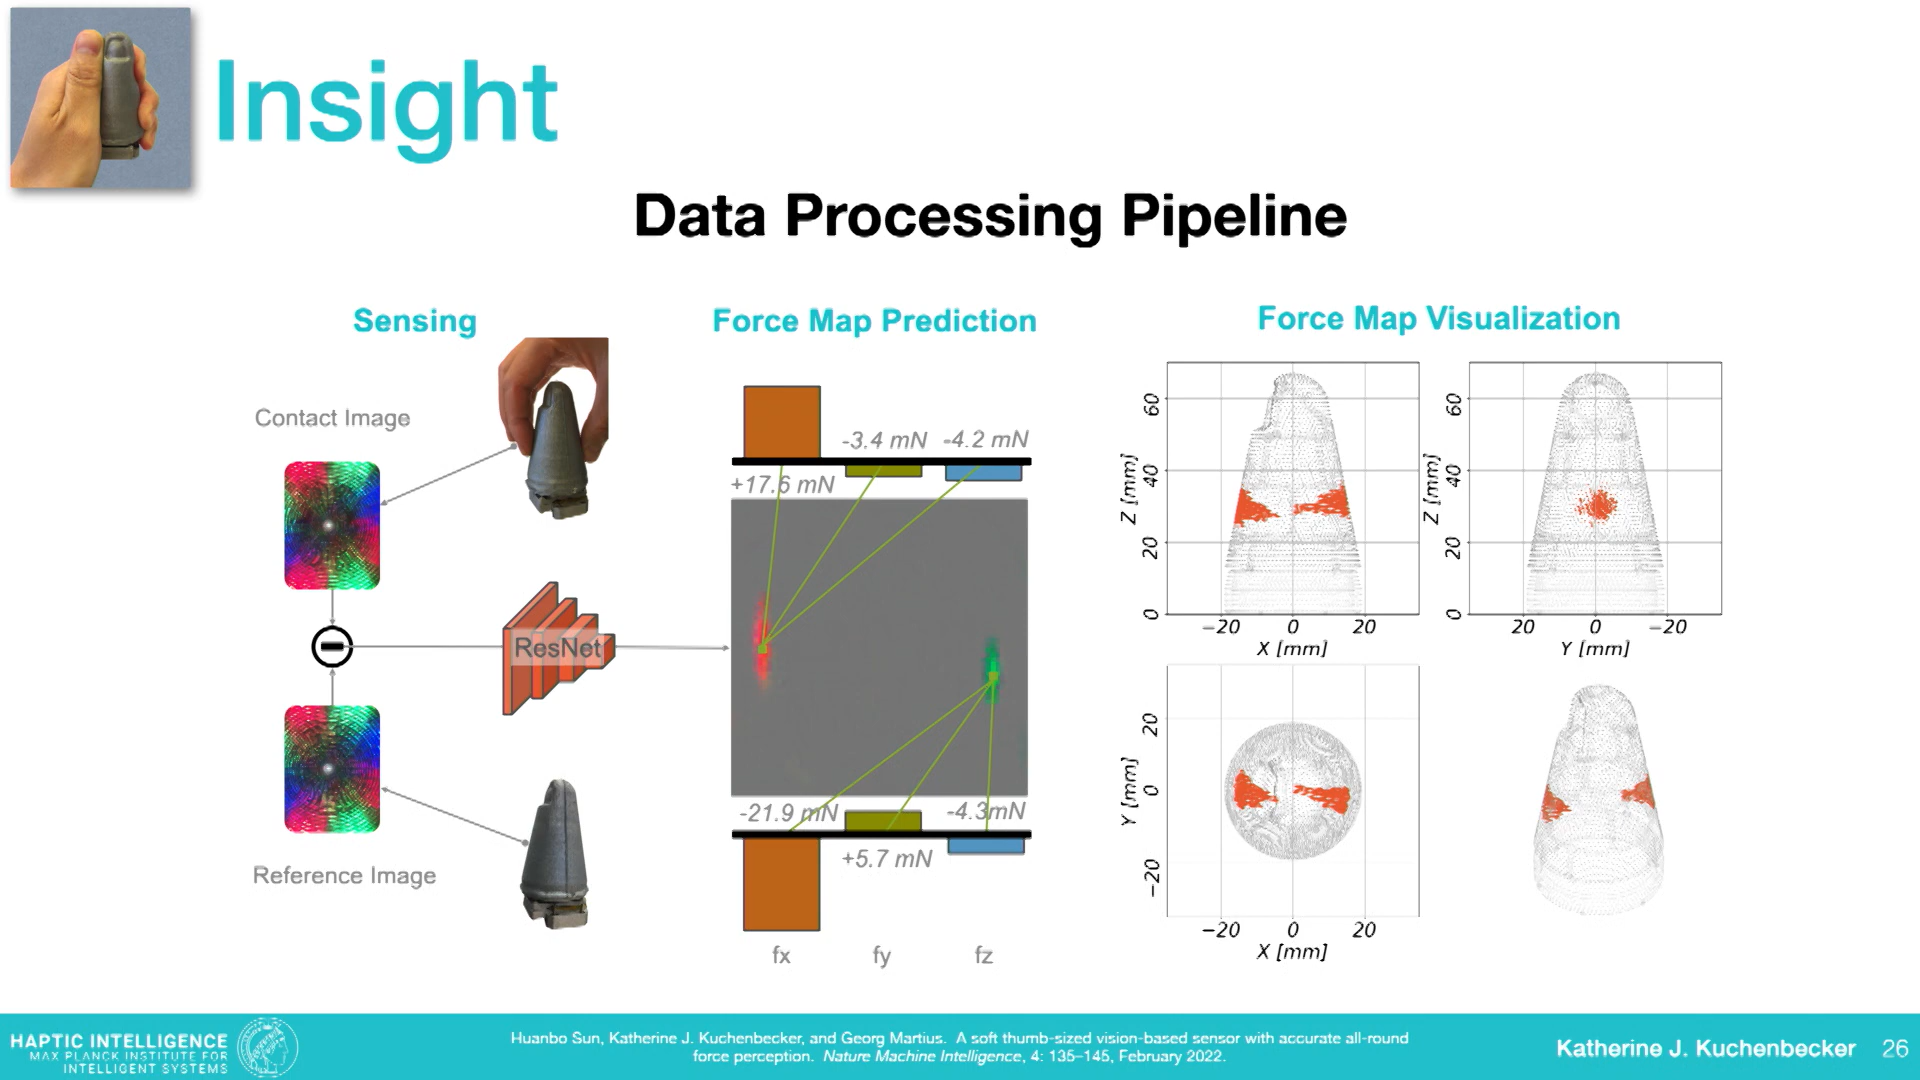 Insight
Data Processing Pipeline
Sensing
Contact Image
ResNet
Reference Image
Force Map Prediction
-3.4 mN
-4.2 mN
+17.6 mN
-21.9 mN
-4.3mN
+5.7 mN
fx
fy
fz
Force Map Visualization
Z [mm]
60
40
20
0
−20
0
20
X [mm]
Z [mm]
60
40
20
0
20
0
−20
Y [mm]
Y [mm]
20
0
−20
−20
0
20
X [mm]
HAPTIC INTELLIGENCE
MAX PLANCK INSTITUTE FOR
INTELLIGENT SYSTEMS
Huanbo Sun, Katherine J. Kuchenbecker, and Georg Martius. A soft thumb-sized vision-based sensor with accurate all-round
force perception. Nature Machine Intelligence, 4: 135–145, February 2022.
Katherine J. Kuchenbecker 26